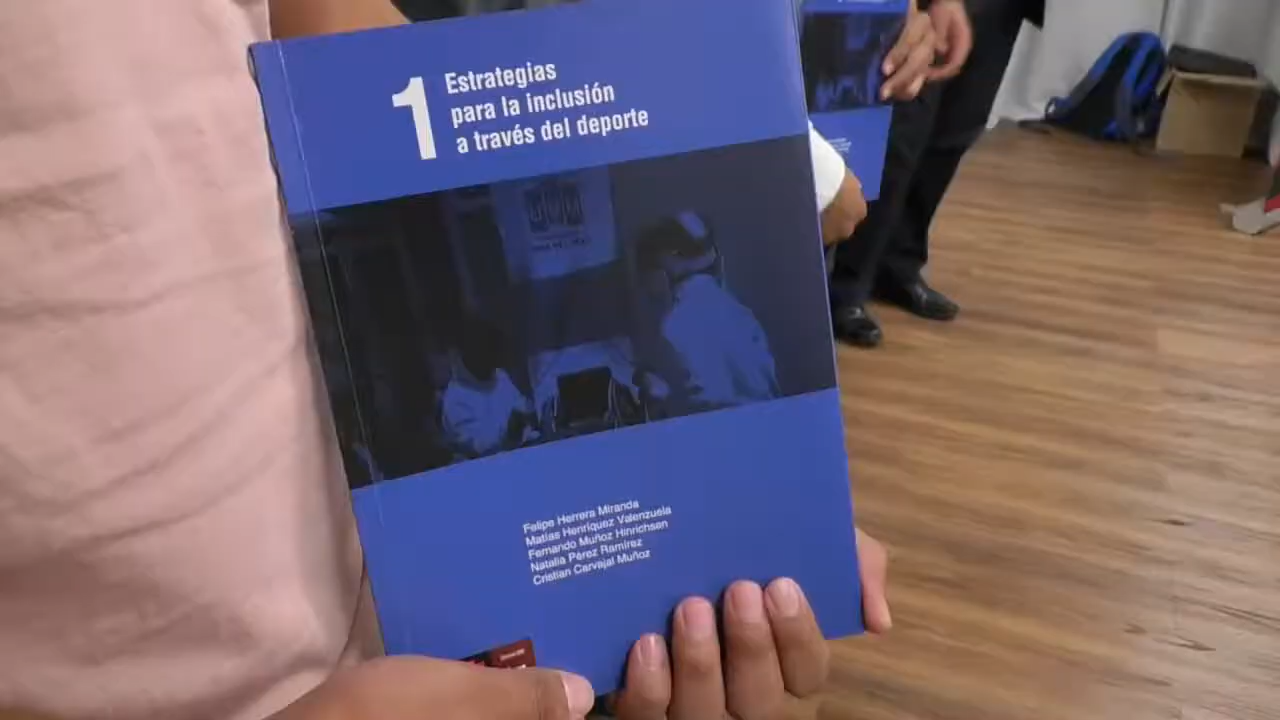 1
Estrategias
para la inclusión
a través del deporte
Felipe Herrera Miranda
Matías Henríquez Valenzuela
Fernando Muñoz Hinrichsen
Natalia Pérez Ramírez
Cristian Carvajal Muñoz